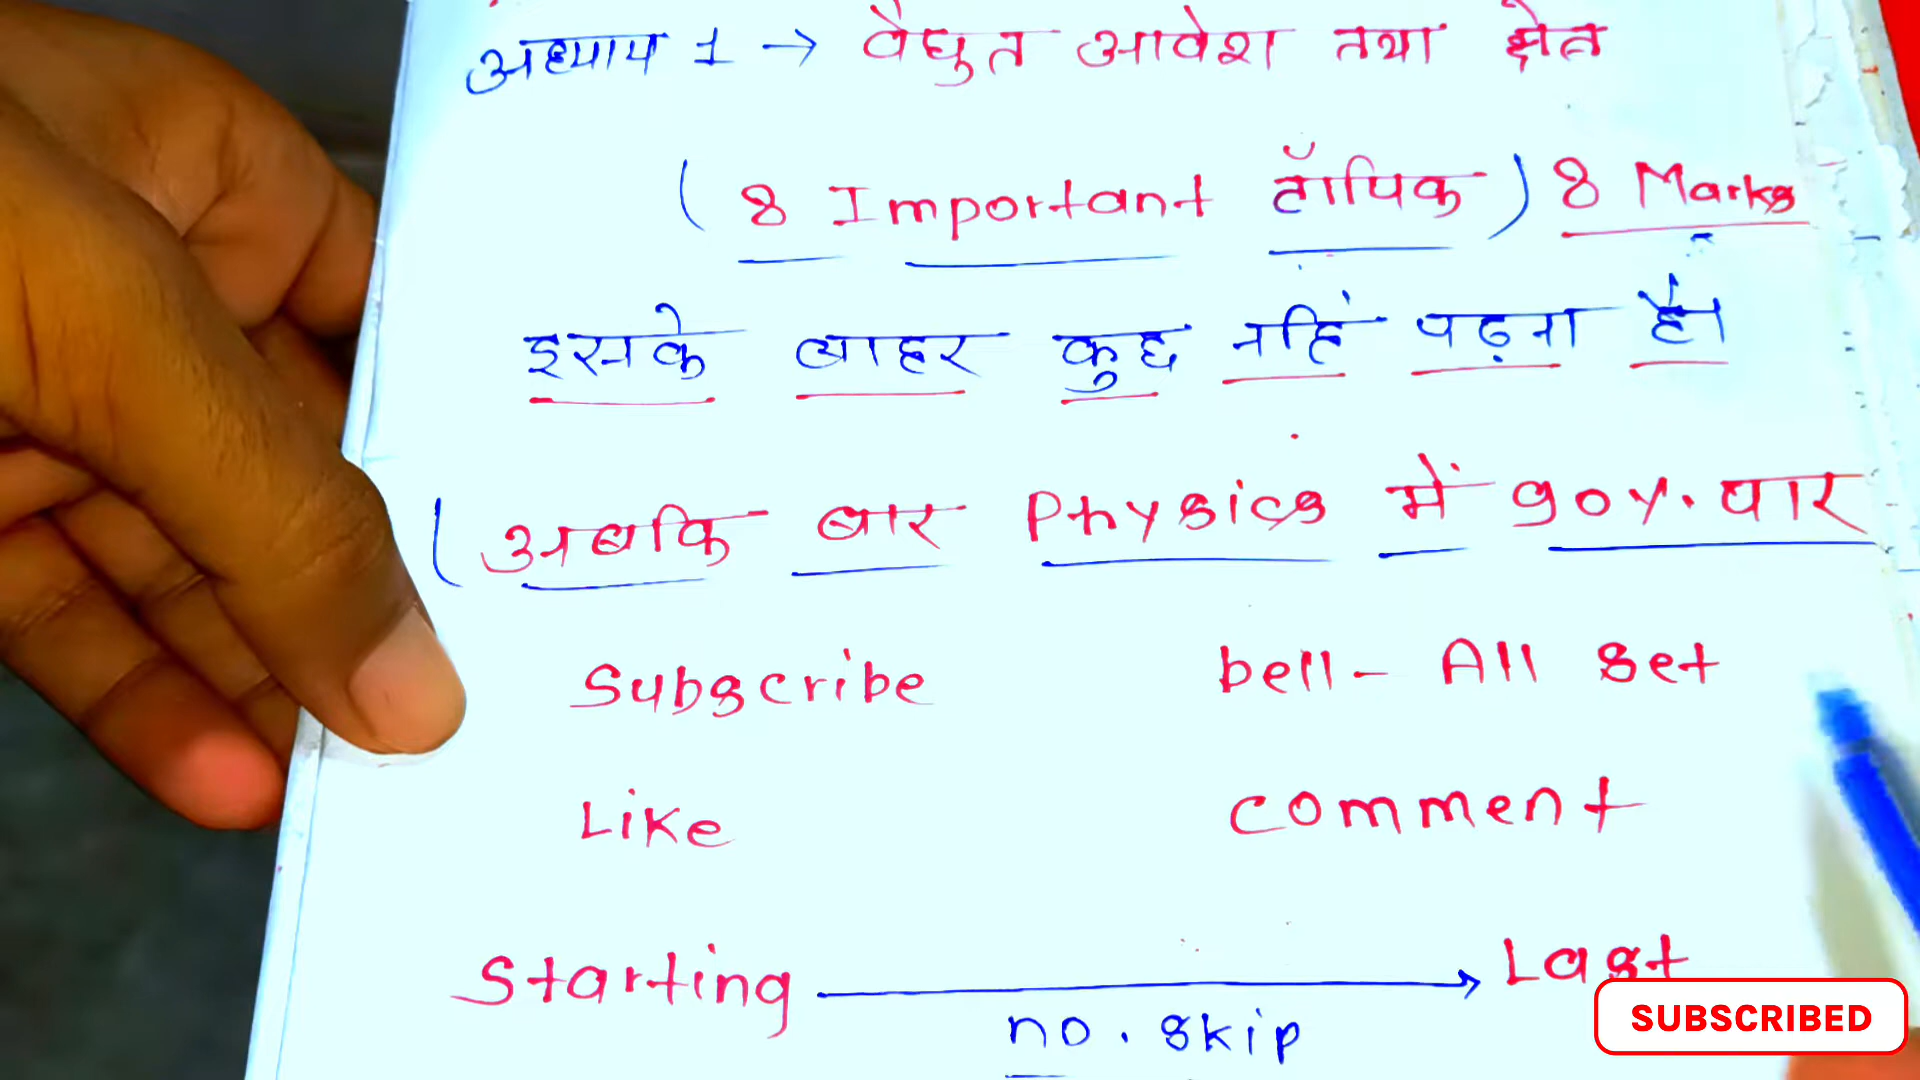 अध्याय 1 → वैद्युत आवेश तथा क्षेत्र
( 8 Important टॉपिक ) 8 Marks
इसके बाहर कुछ नहिं पढ़ना है।
( अबकि बार Physics में 90%. पार
Subscribe bell - All set
Like comment
Starting → Last
no . skip
SUBSCRIBED